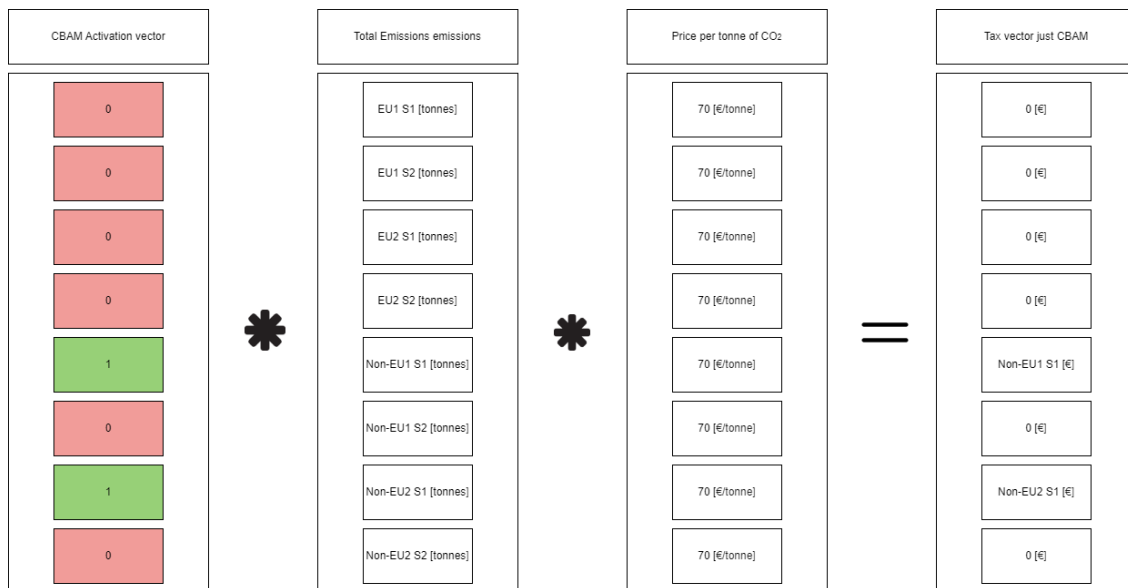 CBAM Activation vector
Total Emissions emissions
Price per tonne of CO₂
Tax vector just CBAM
0
EU1 S1 [tonnes]
70 [€/tonne]
0 [€]
0
EU1 S2 [tonnes]
70 [€/tonne]
0 [€]
0
EU2 S1 [tonnes]
70 [€/tonne]
0 [€]
0
EU2 S2 [tonnes]
70 [€/tonne]
0 [€]
1
Non-EU1 S1 [tonnes]
70 [€/tonne]
Non-EU1 S1 [€]
0
Non-EU1 S2 [tonnes]
70 [€/tonne]
0 [€]
1
Non-EU2 S1 [tonnes]
70 [€/tonne]
Non-EU2 S1 [€]
0
Non-EU2 S2 [tonnes]
70 [€/tonne]
0 [€]